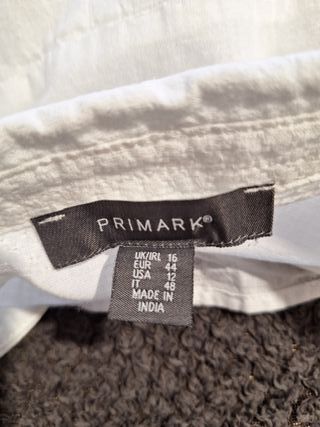 PRIMARK®
UK/IRL 16
EUR 44
USA 12
IT 48
MADE IN
INDIA